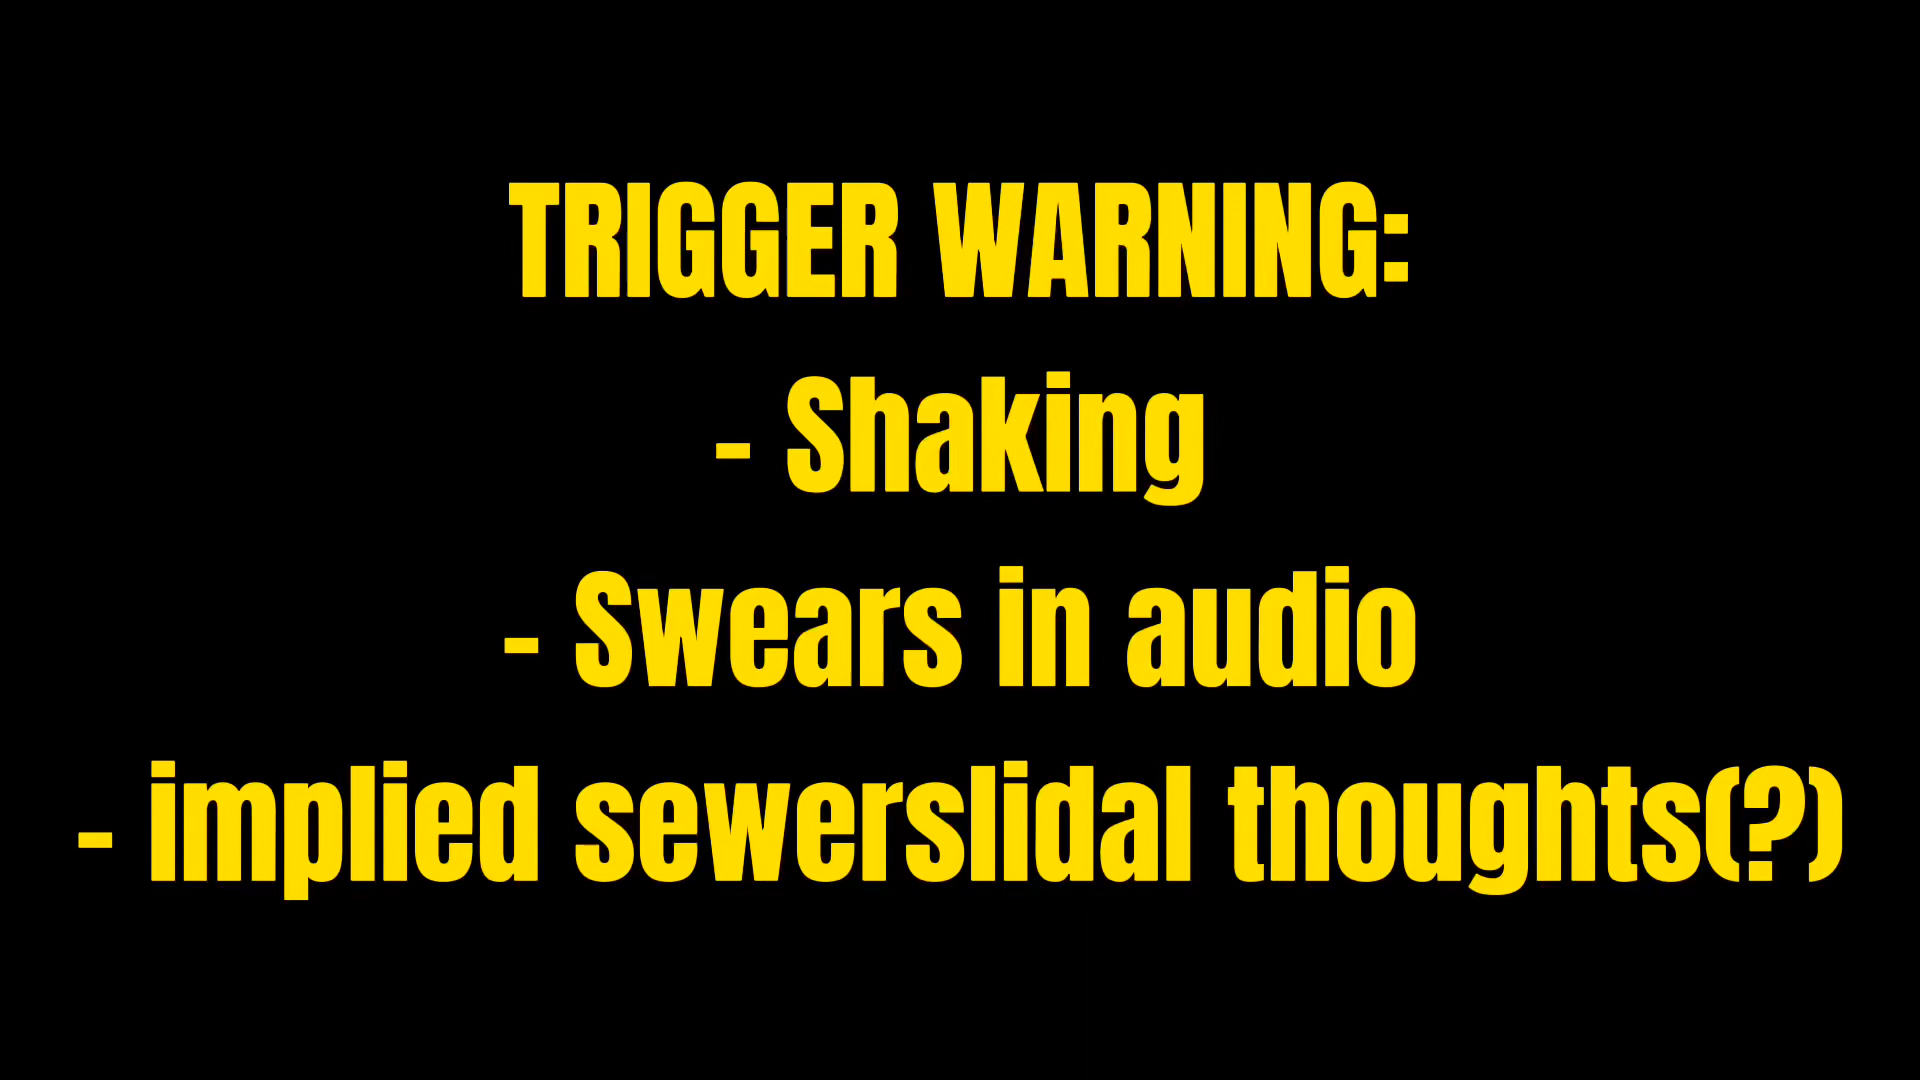 TRIGGER WARNING:
- Shaking
- Swears in audio
- implied sewerslidal thoughts(?)